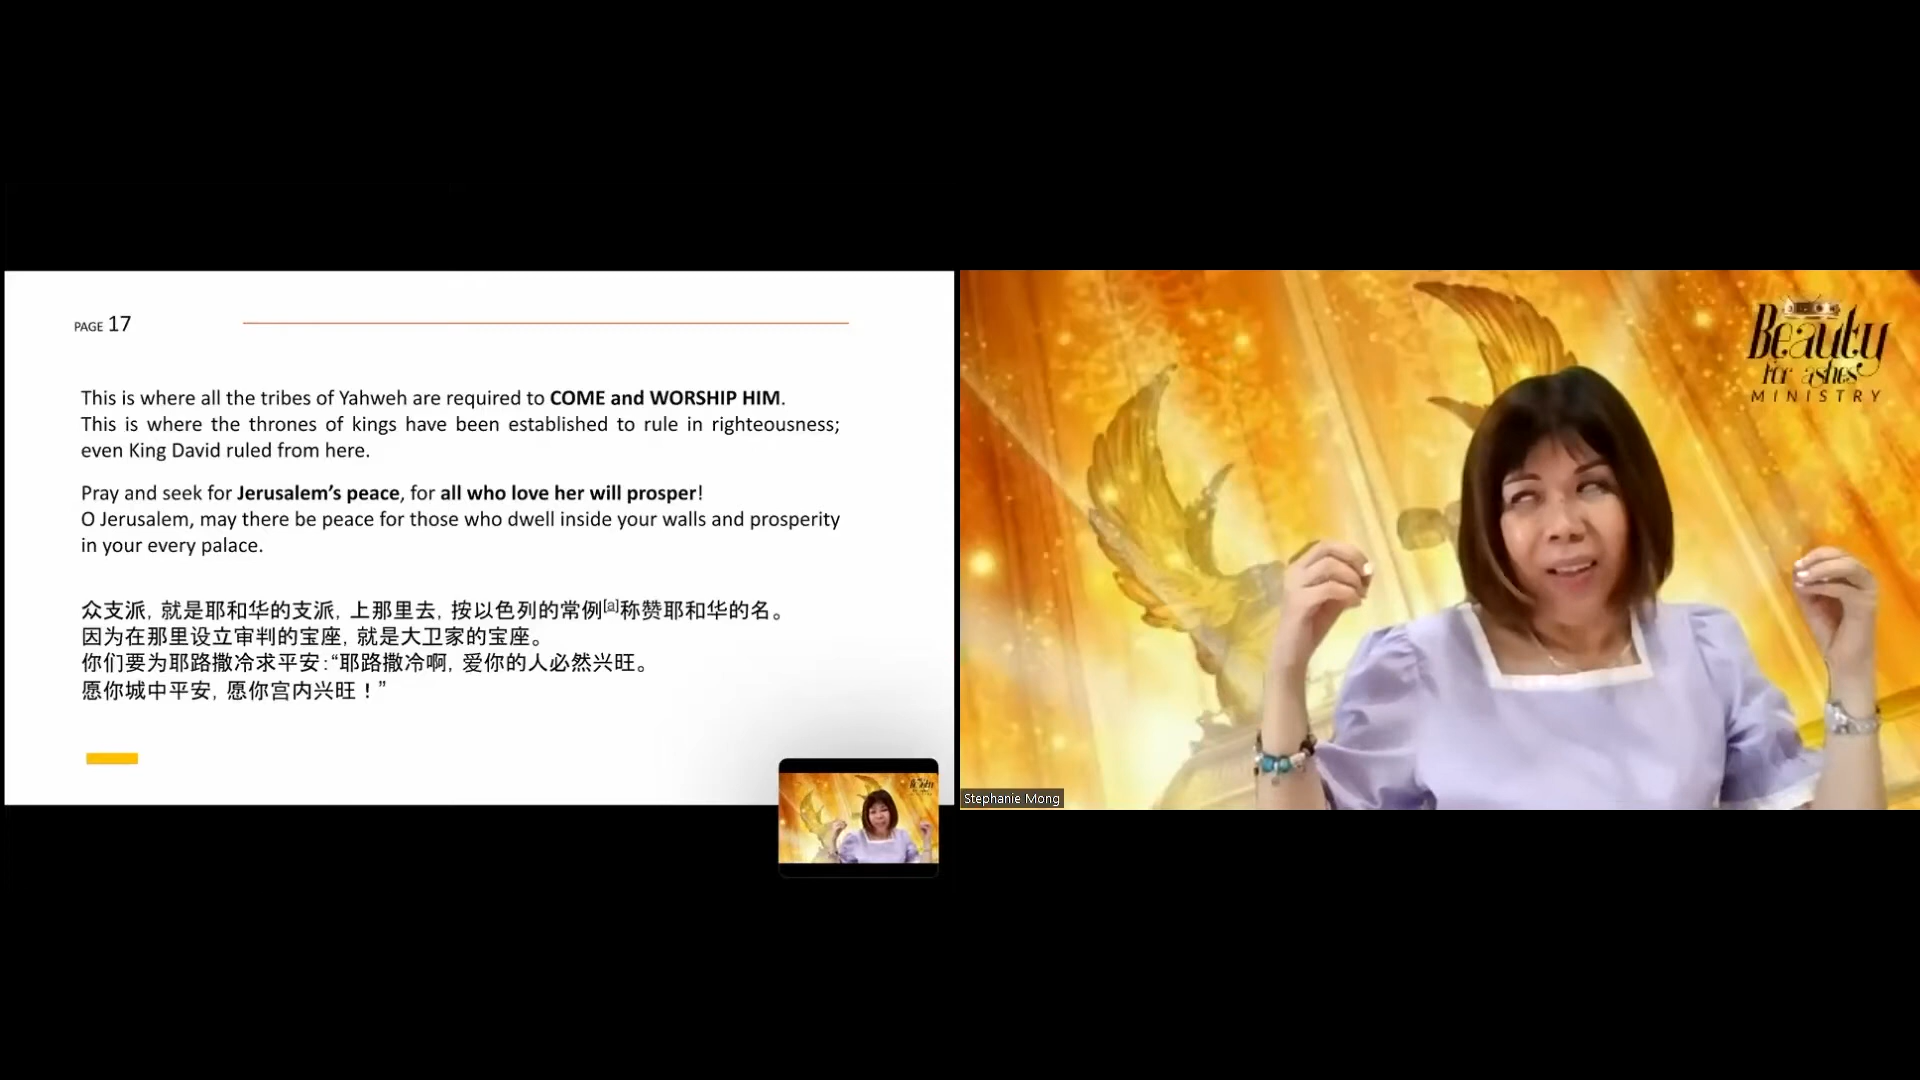 PAGE 17
This is where all the tribes of Yahweh are required to COME and WORSHIP HIM.
This is where the thrones of kings have been established to rule in righteousness;
even King David ruled from here.
Pray and seek for Jerusalem’s peace, for all who love her will prosper!
O Jerusalem, may there be peace for those who dwell inside your walls and prosperity
in your every palace.
众支派, 就是耶和华的支派, 上那里去, 按以色列的常例[a]称赞耶和华的名。
因为在那里设立审判的宝座, 就是大卫家的宝座。
你们要为耶路撒冷求平安:“耶路撒冷啊, 爱你的人必然兴旺。
愿你城中平安, 愿你宫内兴旺！”
Beauty
for ashes
MINISTRY
Stephanie Mong